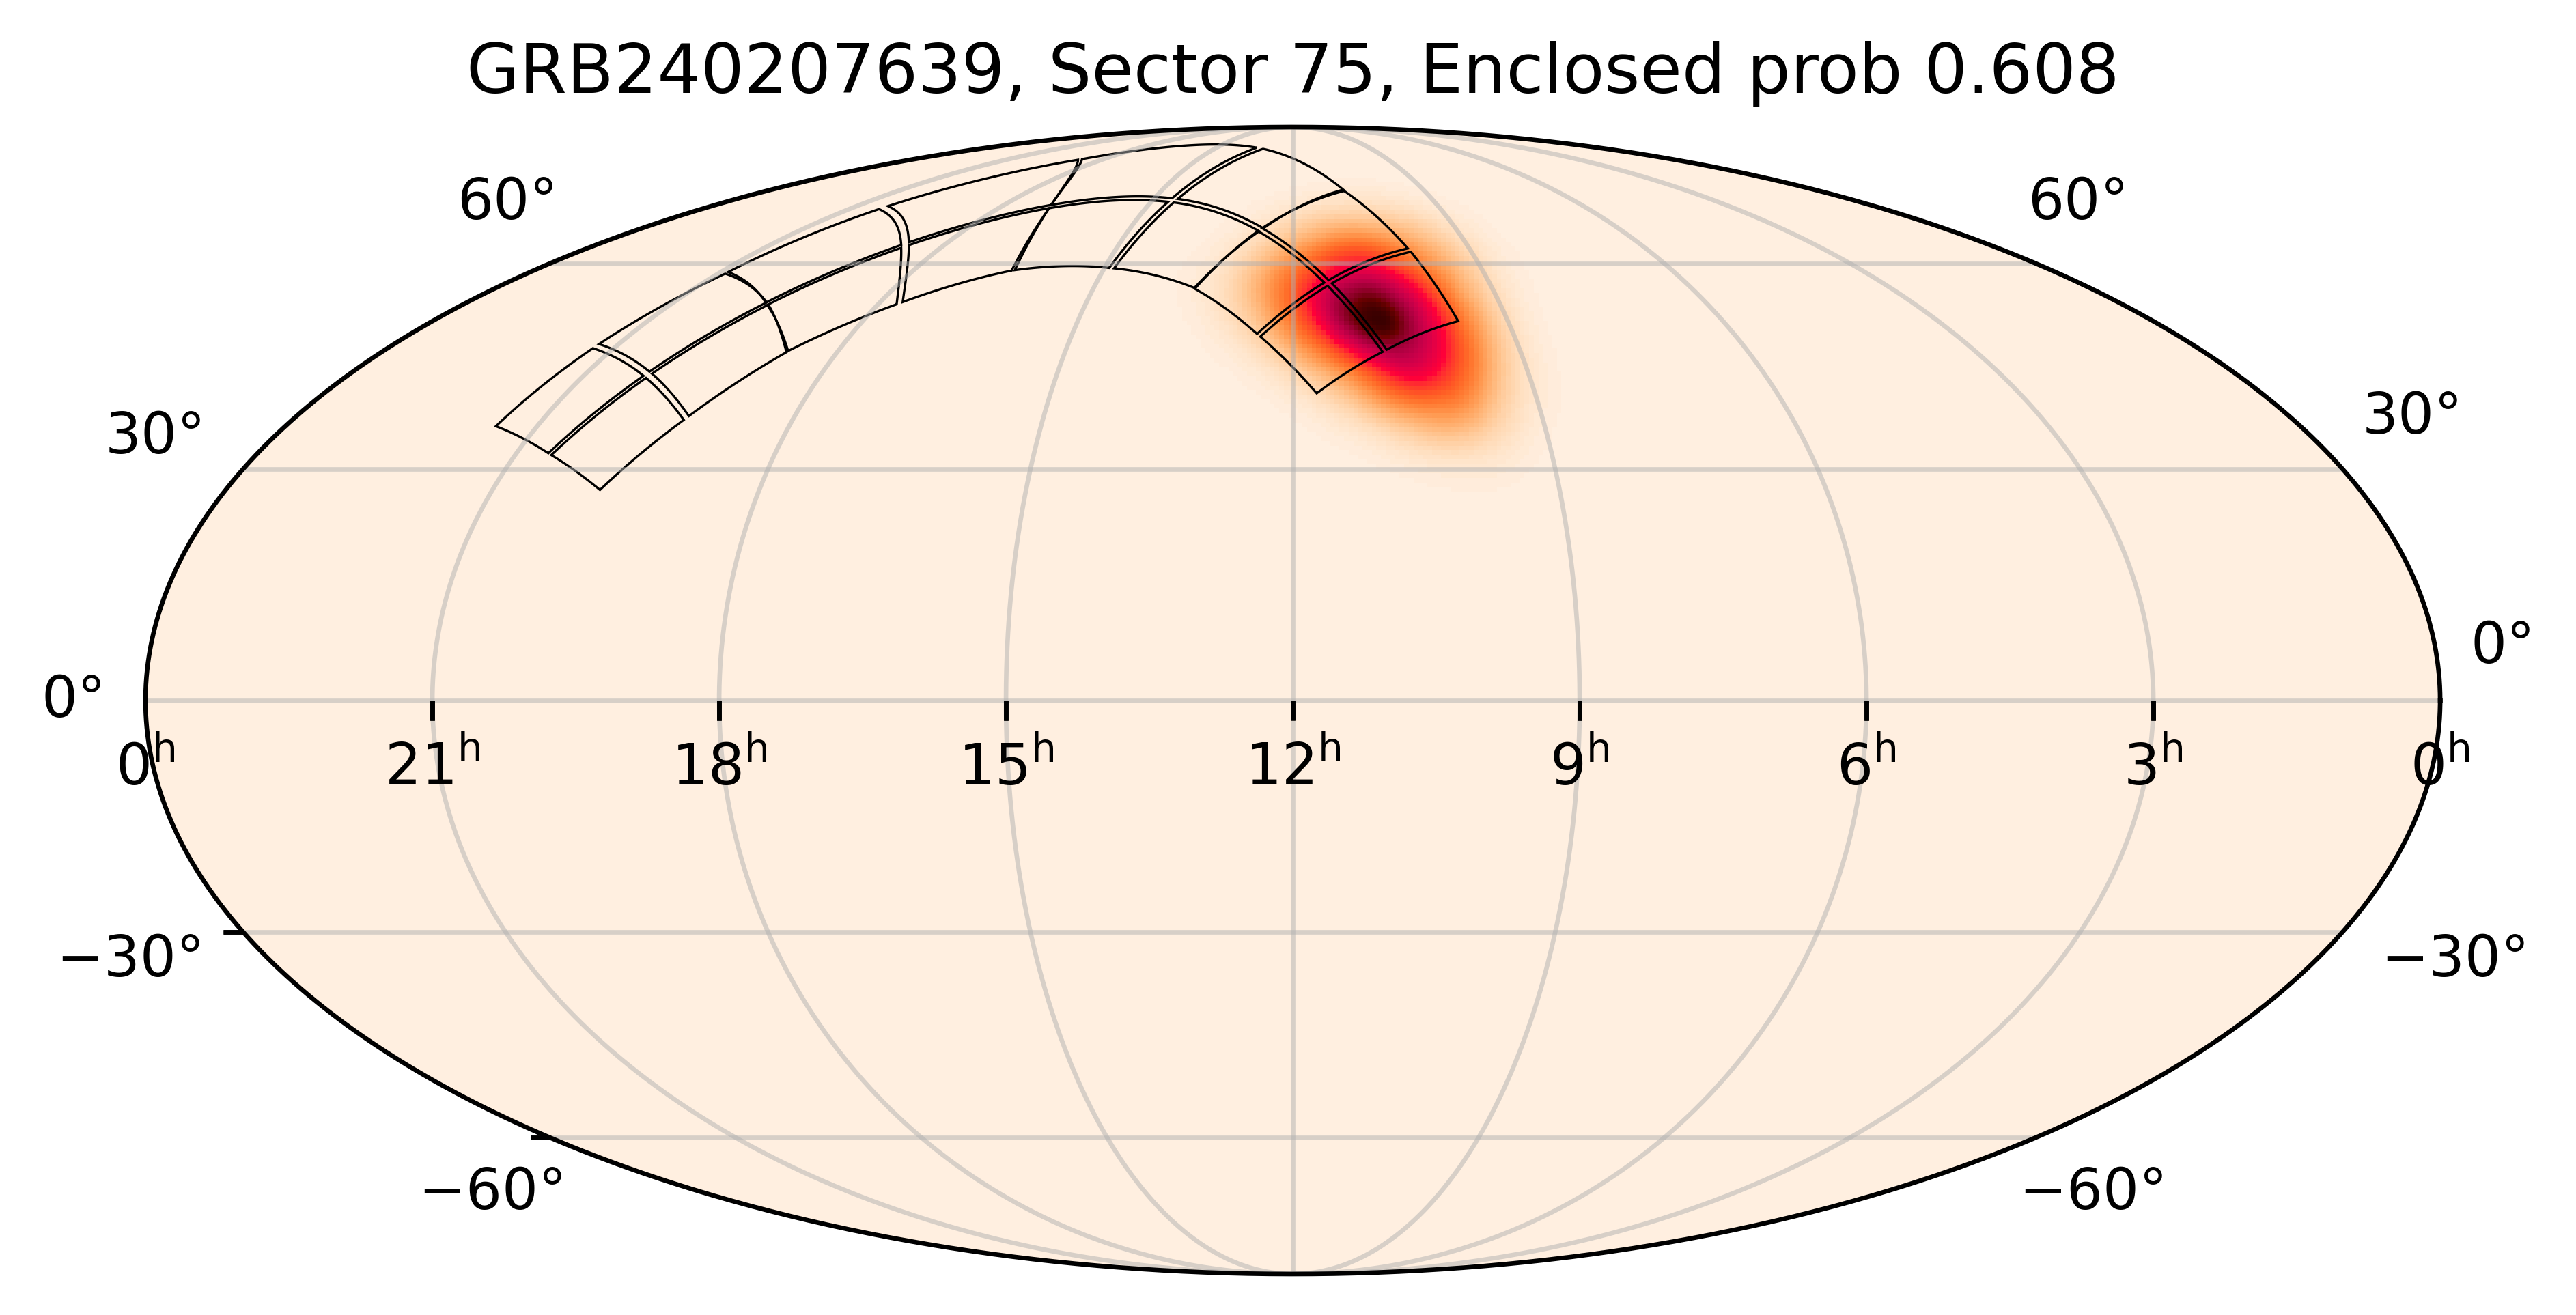 GRB240207639, Sector 75, Enclosed prob 0.608
60° 60°
30° 30°
0° 0°
0ʰ 21ʰ 18ʰ 15ʰ 12ʰ 9ʰ 6ʰ 3ʰ 0ʰ
−30° −30°
−60° −60°